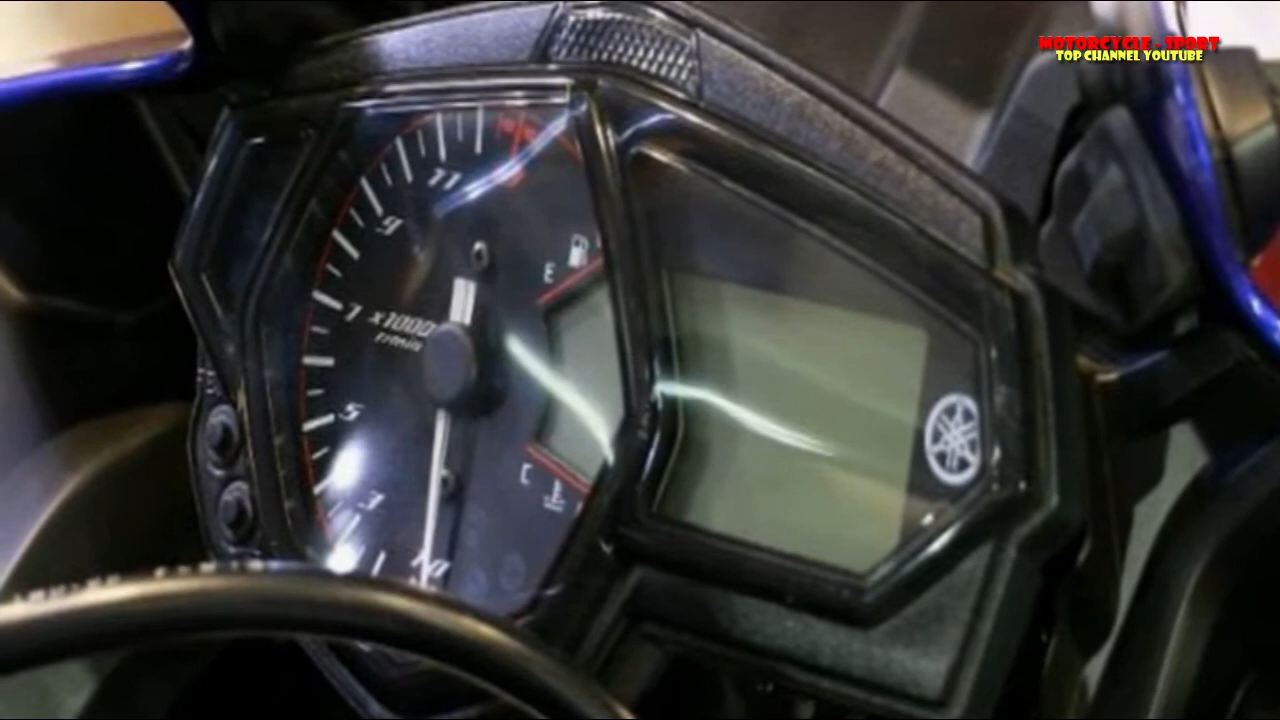 MOTORCYCLE - SPORT
TOP CHANNEL YOUTUBE
11
9
7
x1000
r/min
5
3
E
C